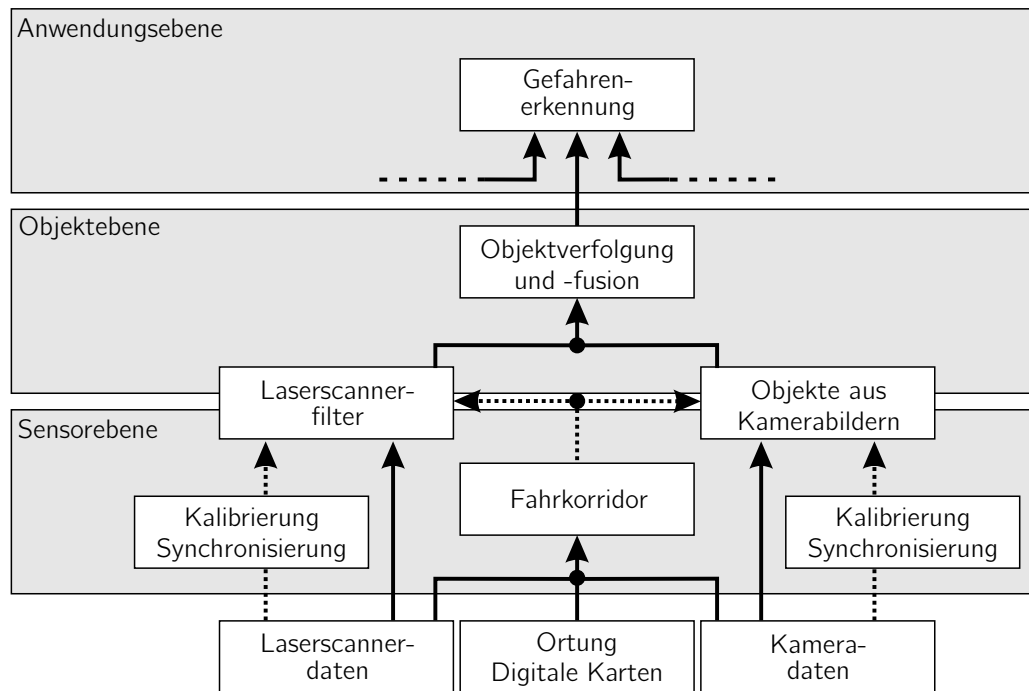 Anwendungsebene
Gefahren-
erkennung
Objektebene
Objektverfolgung
und -fusion
Laserscanner-
filter
Objekte aus
Kamerabildern
Sensorebene
Fahrkorridor
Kalibrierung
Synchronisierung
Kalibrierung
Synchronisierung
Laserscanner-
daten
Ortung
Digitale Karten
Kamera-
daten